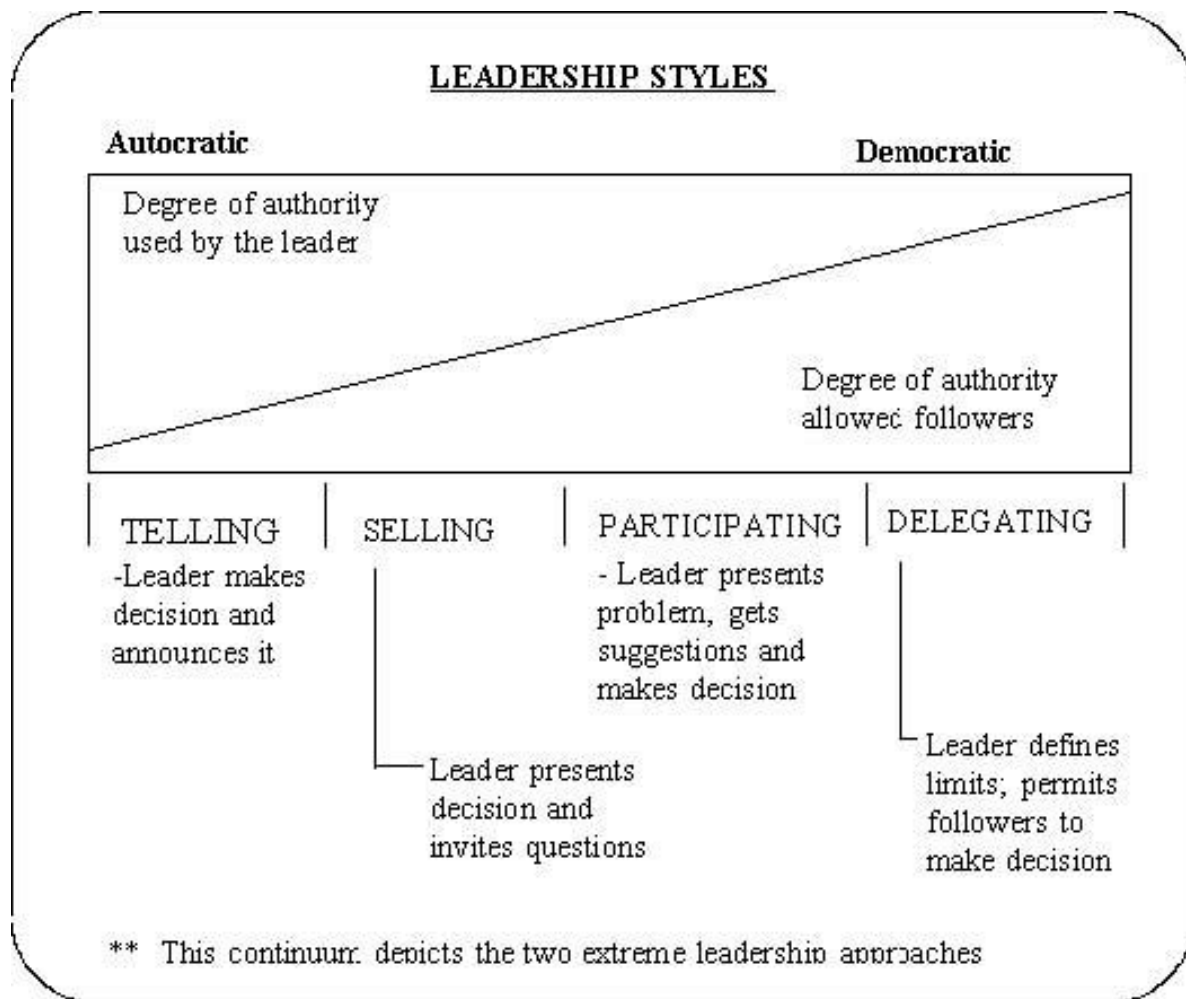 LEADERSHIP STYLES
Autocratic
Democratic
Degree of authority
used by the leader
Degree of authority
allowed followers
TELLING
-Leader makes
decision and
announces it
SELLING
Leader presents
decision and
invites questions
PARTICIPATING
- Leader presents
problem, gets
suggestions and
makes decision
DELEGATING
Leader defines
limits; permits
followers to
make decision
** This continuum depicts the two extreme leadership approaches